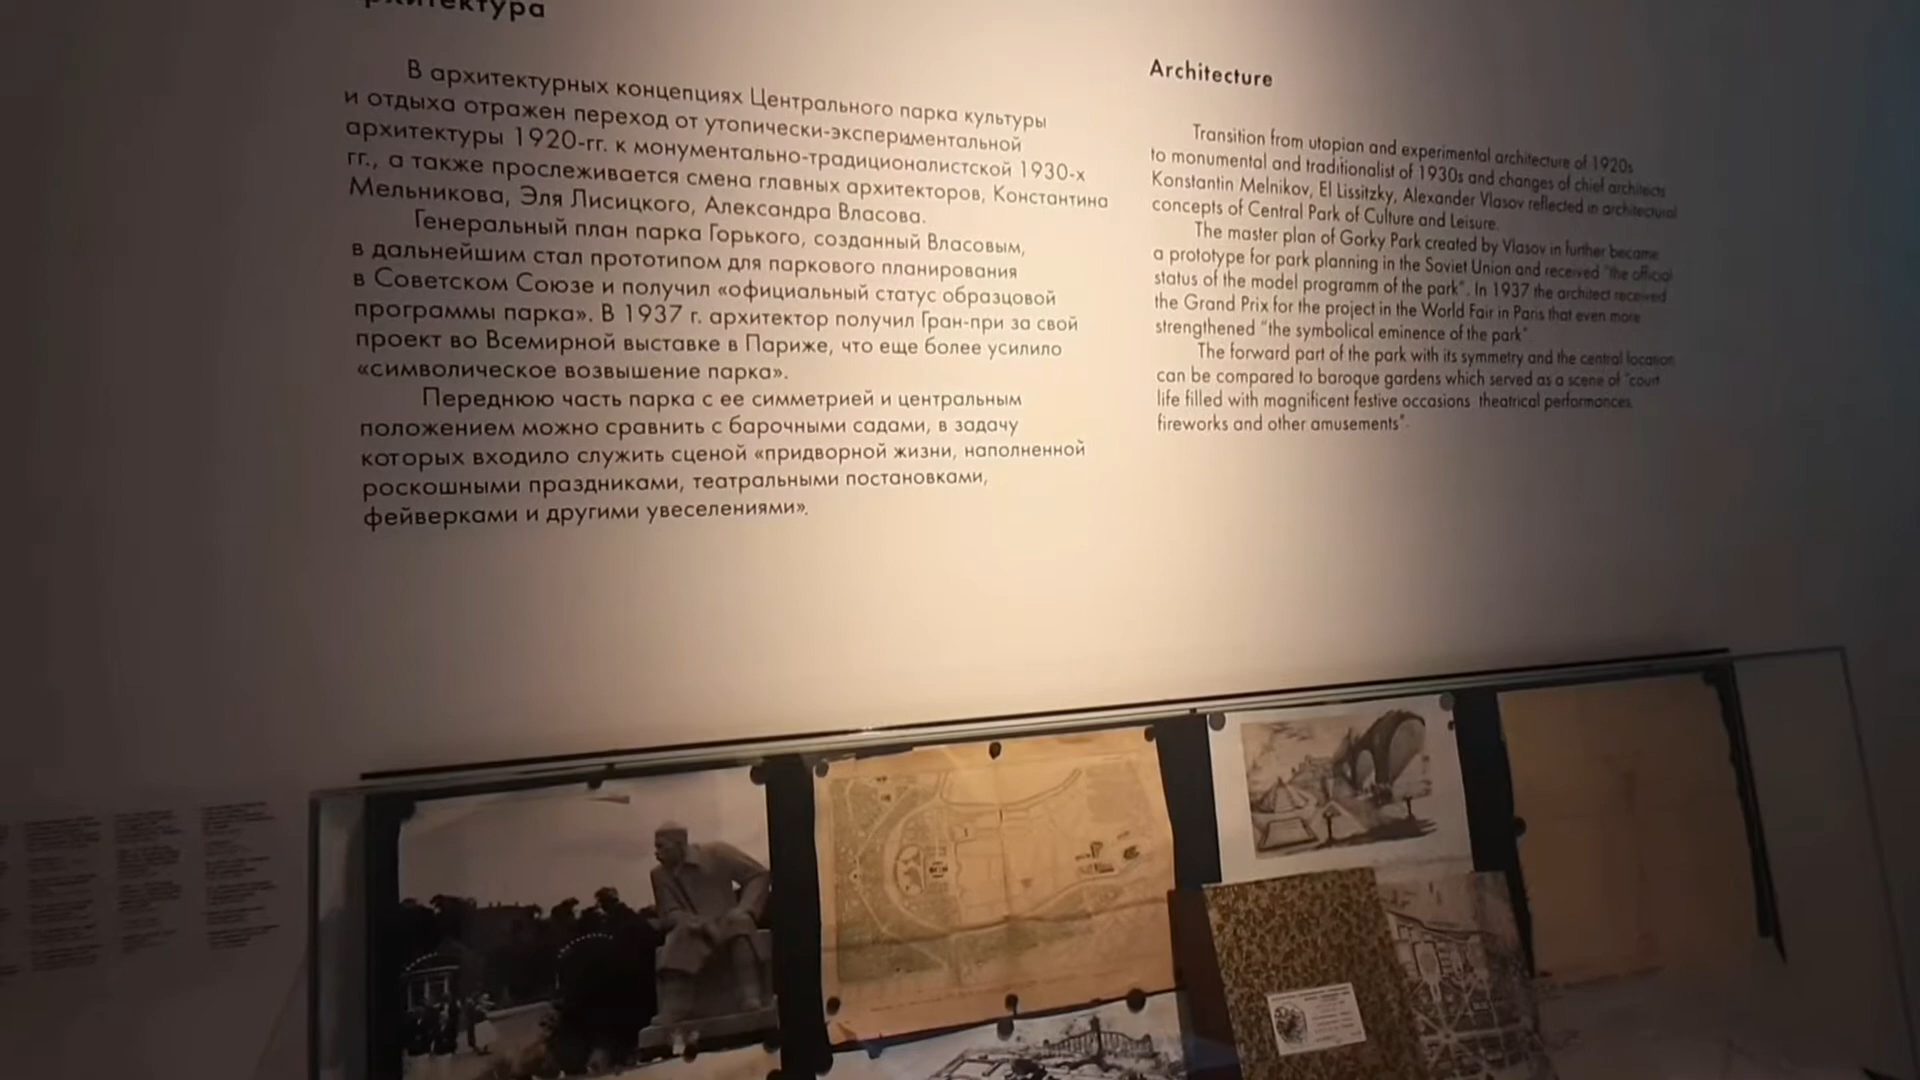 архитектура
В архитектурных концепциях Центрального парка культуры
и отдыха отражен переход от утопически-экспериментальной
архитектуры 1920-гг. к монументально-традиционалистской 1930-х
гг., а также прослеживается смена главных архитекторов, Константина
Мельникова, Эля Лисицкого, Александра Власова.
Генеральный план парка Горького, созданный Власовым,
в дальнейшим стал прототипом для паркового планирования
в Советском Союзе и получил «официальный статус образцовой
программы парка». В 1937 г. архитектор получил Гран-при за свой
проект во Всемирной выставке в Париже, что еще более усилило
«символическое возвышение парка».
Переднюю часть парка с ее симметрией и центральным
положением можно сравнить с барочными садами, в задачу
которых входило служить сценой «придворной жизни, наполненной
роскошными праздниками, театральными постановками,
фейверками и другими увеселениями».
Architecture
Transition from utopian and experimental architecture of 1920s
to monumental and traditionalist of 1930s and changes of chief architects
Konstantin Melnikov, El Lissitzky, Alexander Vlasov reflected in architectural
concepts of Central Park of Culture and Leisure.
The master plan of Gorky Park created by Vlasov in further became
a prototype for park planning in the Soviet Union and received "the official
status of the model programm of the park". In 1937 the architect received
the Grand Prix for the project in the World Fair in Paris that even more
strengthened "the symbolical eminence of the park"
The forward part of the park with its symmetry and the central location
can be compared to baroque gardens which served as a scene of "court
life filled with magnificent festive occasions theatrical performances,
fireworks and other amusements".